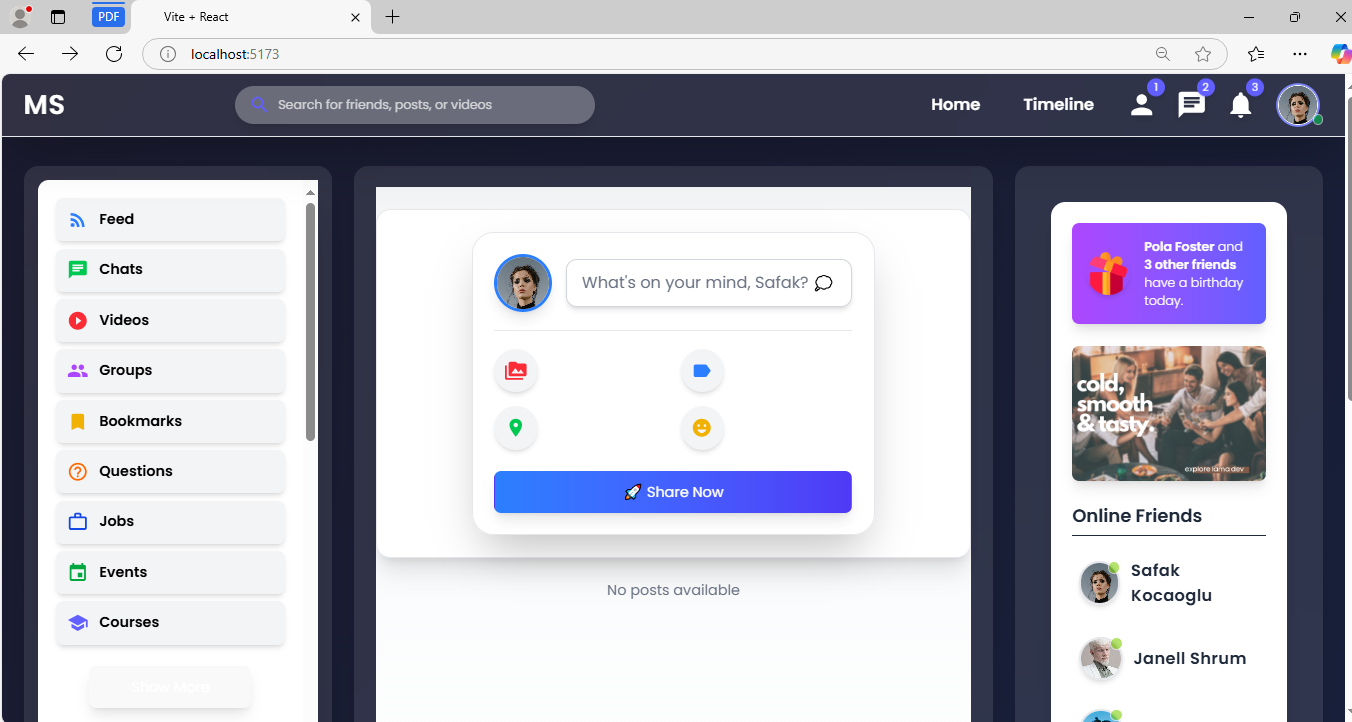 PDF
Vite + React
localhost:5173
MS
Search for friends, posts, or videos
Home
Timeline
1
2
3
Feed
Chats
Videos
Groups
Bookmarks
Questions
Jobs
Events
Courses
Show More
What's on your mind, Safak? 💭
🚀 Share Now
No posts available
Pola Foster and
3 other friends
have a birthday
today.
cold,
smooth
& tasty.
explore lama.dev
Online Friends
Safak
Kocaoglu
Janell Shrum